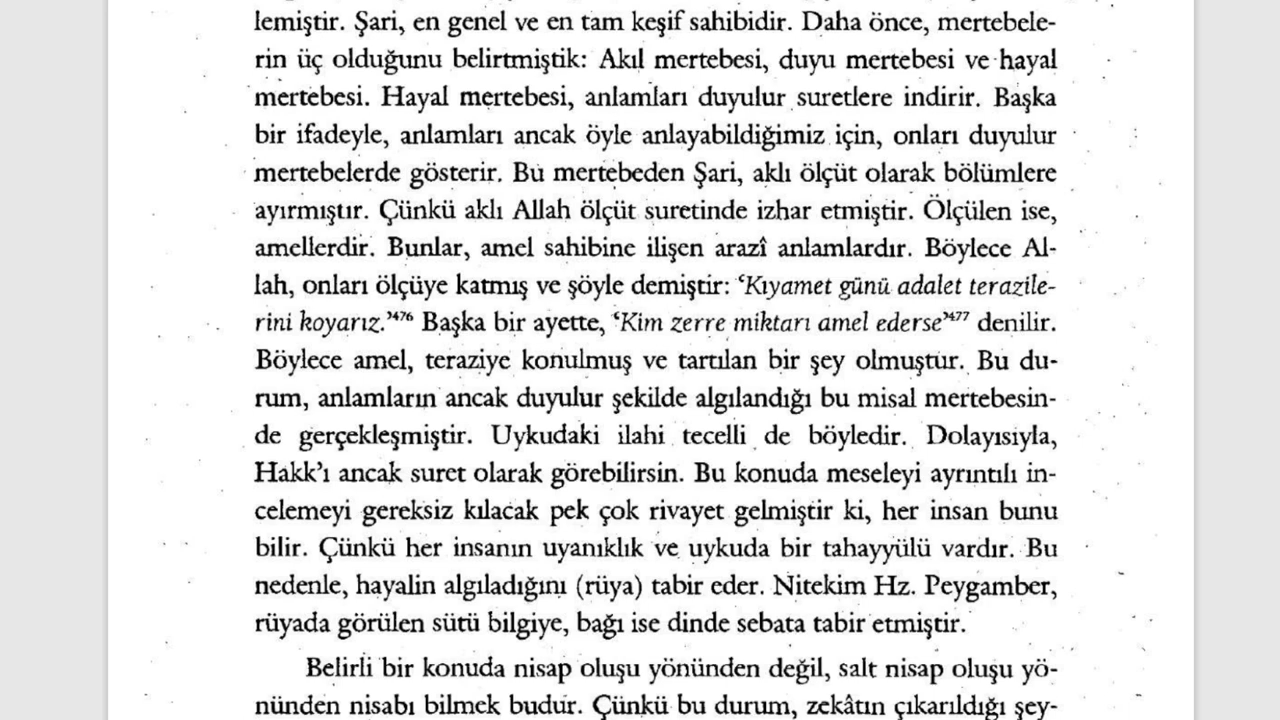 lemiştir. Şari, en genel ve en tam keşif sahibidir. Daha önce, mertebele-
rin üç olduğunu belirtmiştik: Akıl mertebesi, duyu mertebesi ve hayal
mertebesi. Hayal mertebesi, anlamları duyulur suretlere indirir. Başka
bir ifadeyle, anlamları ancak öyle anlayabildiğimiz için, onları duyulur
mertebelerde gösterir. Bu mertebeden Şari, aklı ölçüt olarak bölümlere
ayırmıştır. Çünkü aklı Allah ölçüt suretinde izhar etmiştir. Ölçülen ise,
amellerdir. Bunlar, amel sahibine ilişen arazî anlamlardır. Böylece Al-
lah, onları ölçüye katmış ve şöyle demiştir: ‘Kıyamet günü adalet terazile-
rini koyarız.’476 Başka bir ayette, ‘Kim zerre miktarı amel ederse’477 denilir.
Böylece amel, teraziye konulmuş ve tartılan bir şey olmuştur. Bu du-
rum, anlamların ancak duyulur şekilde algılandığı bu misal mertebesin-
de gerçekleşmiştir. Uykudaki ilahi tecelli de böyledir. Dolayısıyla,
Hakk’ı ancak suret olarak görebilirsin. Bu konuda meseleyi ayrıntılı in-
celemeyi gereksiz kılacak pek çok rivayet gelmiştir ki, her insan bunu
bilir. Çünkü her insanın uyanıklık ve uykuda bir tahayyülü vardır. Bu
nedenle, hayalin algıladığını (rüya) tabir eder. Nitekim Hz. Peygamber,
rüyada görülen sütü bilgiye, bağı ise dinde sebata tabir etmiştir.
Belirli bir konuda nisap oluşu yönünden değil, salt nisap oluşu yö-
nünden nisabı bilmek budur. Çünkü bu durum, zekâtın çıkarıldığı şey-